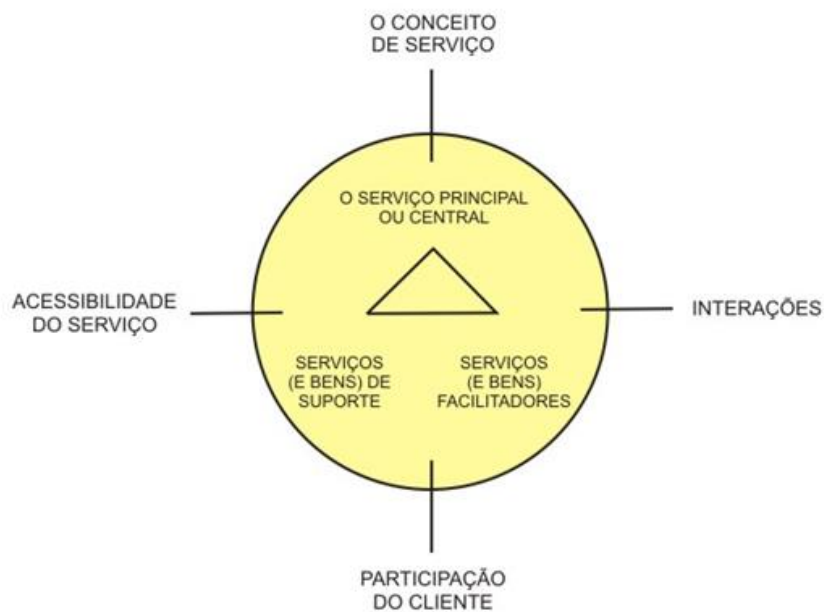 O CONCEITO
DE SERVIÇO
O SERVIÇO PRINCIPAL
OU CENTRAL
ACESSIBILIDADE
DO SERVIÇO
INTERAÇÕES
SERVIÇOS
(E BENS) DE
SUPORTE
SERVIÇOS
(E BENS)
FACILITADORES
PARTICIPAÇÃO
DO CLIENTE